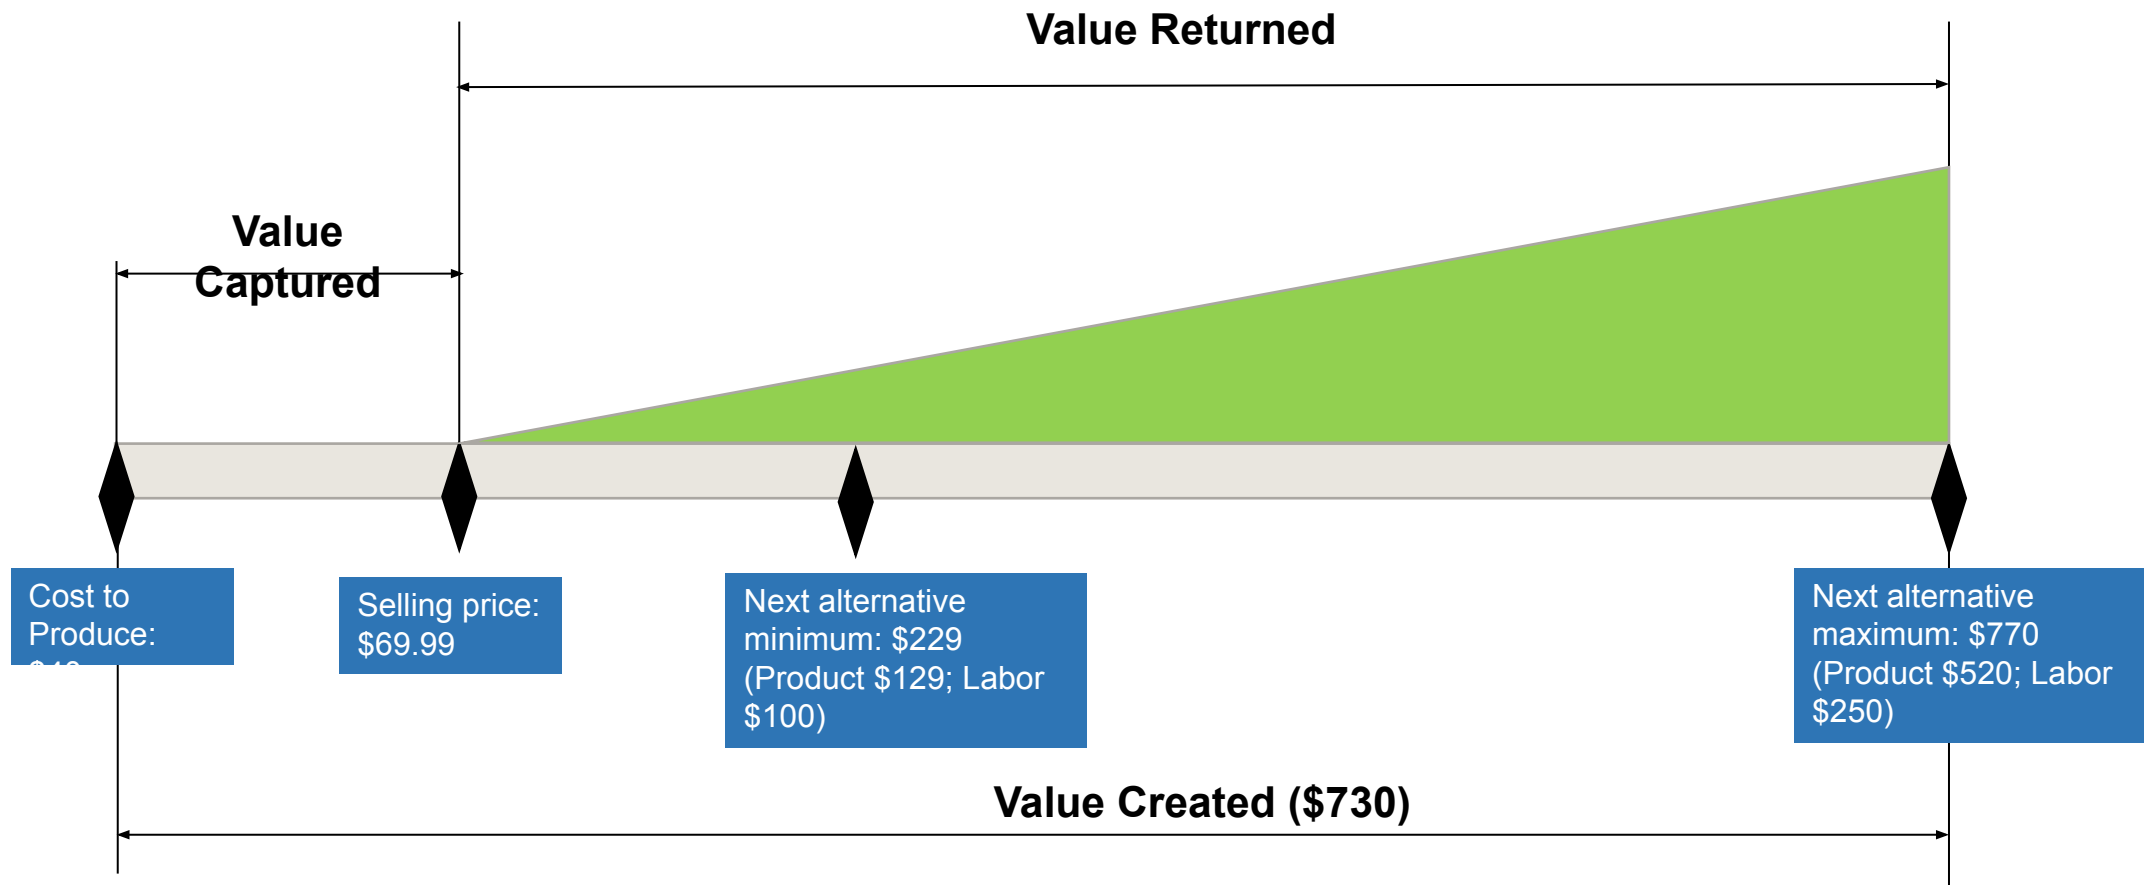 Value Returned
Value
Captured
Cost to
Produce:
Selling price:
$69.99
Next alternative
minimum: $229
(Product $129; Labor
$100)
Next alternative
maximum: $770
(Product $520; Labor
$250)
Value Created ($730)